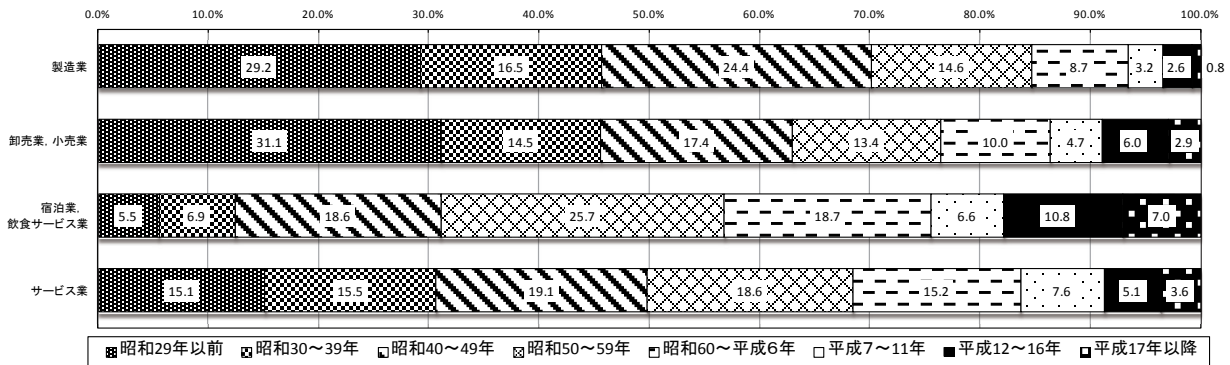 0.0% 10.0% 20.0% 30.0% 40.0% 50.0% 60.0% 70.0% 80.0% 90.0% 100.0%
製造業 29.2 16.5 24.4 14.6 8.7 3.2 2.6 0.8
卸売業，小売業 31.1 14.5 17.4 13.4 10.0 4.7 6.0 2.9
宿泊業，
飲食サービス業 5.5 6.9 18.6 25.7 18.7 6.6 10.8 7.0
サービス業 15.1 15.5 19.1 18.6 15.2 7.6 5.1 3.6
昭和29年以前 昭和30～39年 昭和40～49年 昭和50～59年 昭和60～平成６年 平成７～11年 平成12～16年 平成17年以降